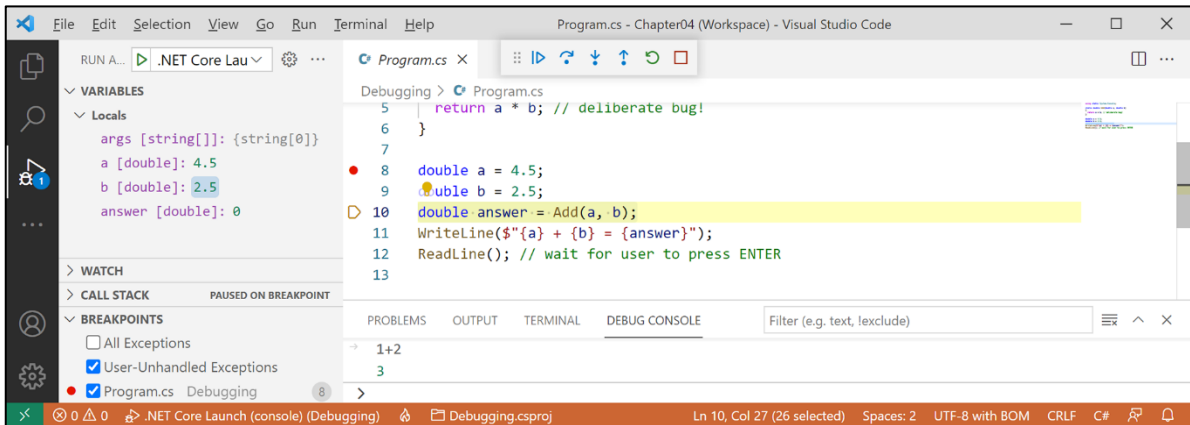 File Edit Selection View Go Run Terminal Help Program.cs - Chapter04 (Workspace) - Visual Studio Code
RUN A... .NET Core Lau
VARIABLES
Locals
args [string[]]: {string[0]}
a [double]: 4.5
b [double]: 2.5
answer [double]: 0
WATCH
CALL STACK PAUSED ON BREAKPOINT
BREAKPOINTS
All Exceptions
User-Unhandled Exceptions
Program.cs Debugging 8
1
C# Program.cs
Debugging > C# Program.cs
5 return a * b; // deliberate bug!
6 }
7
8 double a = 4.5;
9 double b = 2.5;
10 double answer = Add(a, b);
11 WriteLine($"{a} + {b} = {answer}");
12 ReadLine(); // wait for user to press ENTER
13
PROBLEMS OUTPUT TERMINAL DEBUG CONSOLE Filter (e.g. text, !exclude)
1+2
3
>
0 0 .NET Core Launch (console) (Debugging) Debugging.csproj Ln 10, Col 27 (26 selected) Spaces: 2 UTF-8 with BOM CRLF C#